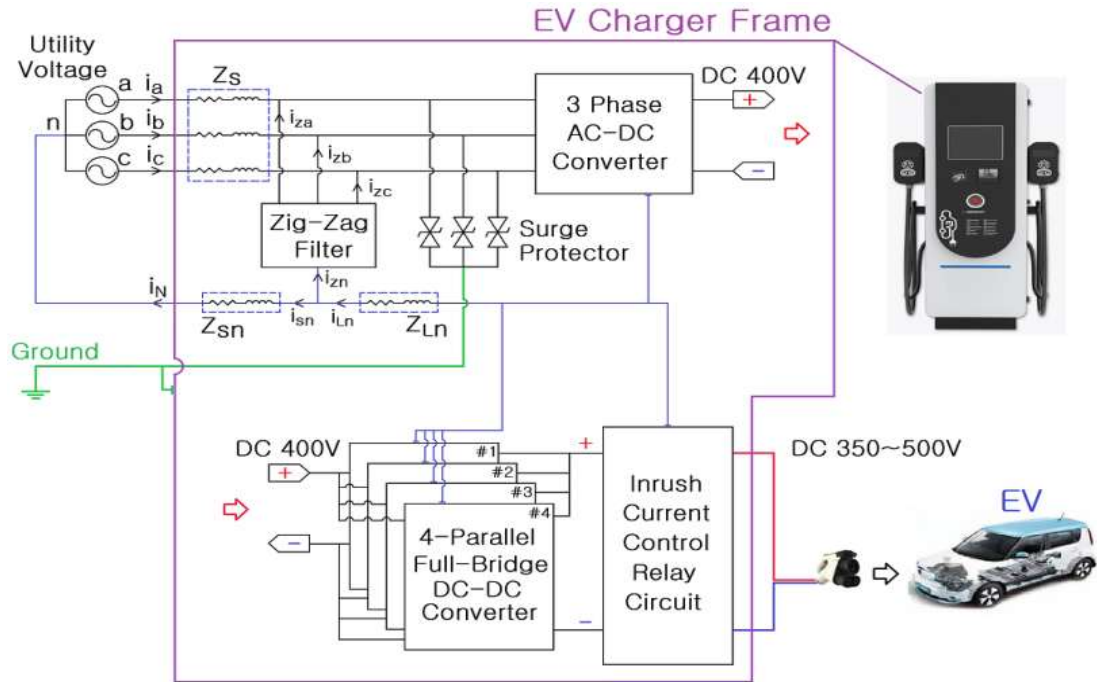 EV Charger Frame
Utility
Voltage
a iₐ
Zs
n
b i_b
c i_c
i_za
i_zb
i_zc
3 Phase
AC-DC
Converter
DC 400V
+
−
Zig-Zag
Filter
Surge
Protector
i_zn
i_N
Z_sn
i_sn
i_Ln
Z_Ln
Ground
DC 400V
+
−
#1
#2
#3
#4
4-Parallel
Full-Bridge
DC-DC
Converter
+
−
Inrush
Current
Control
Relay
Circuit
DC 350~500V
EV